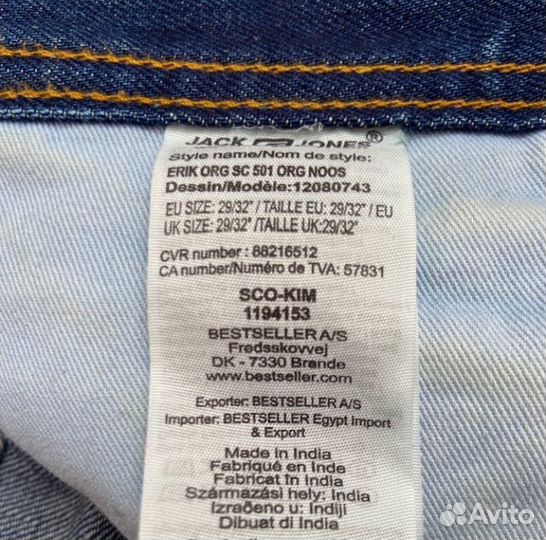 JACK JONES®
Style name/Nom de style:
ERIK ORG SC 501 ORG NOOS
Dessin/Modéle:12080743
EU SIZE: 29/32" /TAILLE EU: 29/32" / EU
UK SIZE: 29/32" /TAILLE UK:29/32"
CVR number : 88216512
CA number/Numéro de TVA: 57831
SCO-KIM
1194153
BESTSELLER A/S
Fredsskovvej
DK - 7330 Brande
www.bestseller.com
Exporter: BESTSELLER A/S
Importer: BESTSELLER Egypt Import
& Export
Made in India
Fabriqué en Inde
Fabricat în India
Származási hely: India
Izrađeno u: Indiji
Dibuat di India
Avito